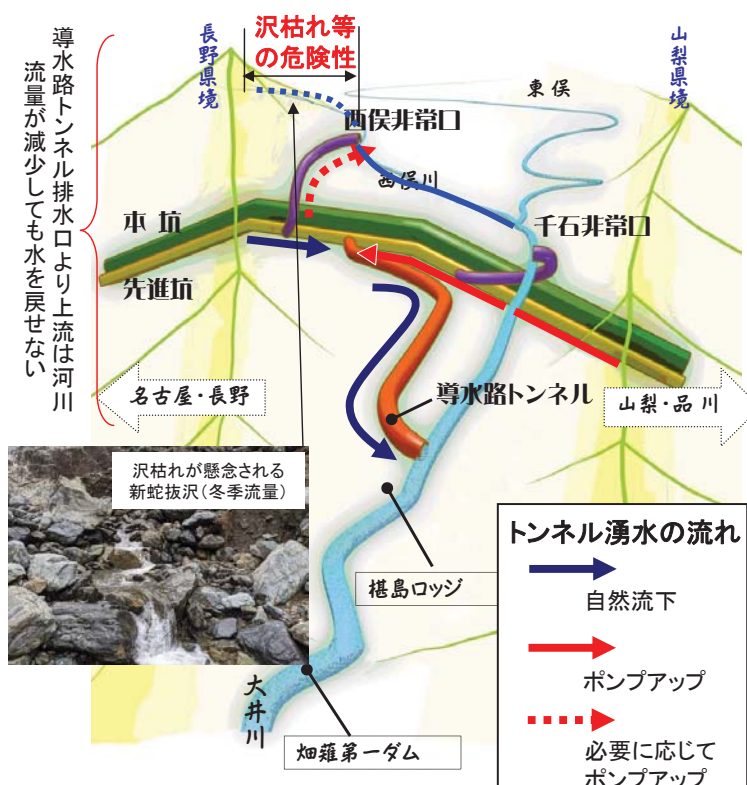 導水路トンネル排水口より上流は河川
流量が減少しても水を戻せない
長野県境
沢枯れ等
の危険性
山梨県境
東俣
西俣非常口
西俣川
千石非常口
本坑
先進坑
名古屋・長野
導水路トンネル
山梨・品川
沢枯れが懸念される
新蛇抜沢(冬季流量)
椹島ロッジ
大井川
畑薙第一ダム
トンネル湧水の流れ
自然流下
ポンプアップ
必要に応じて
ポンプアップ